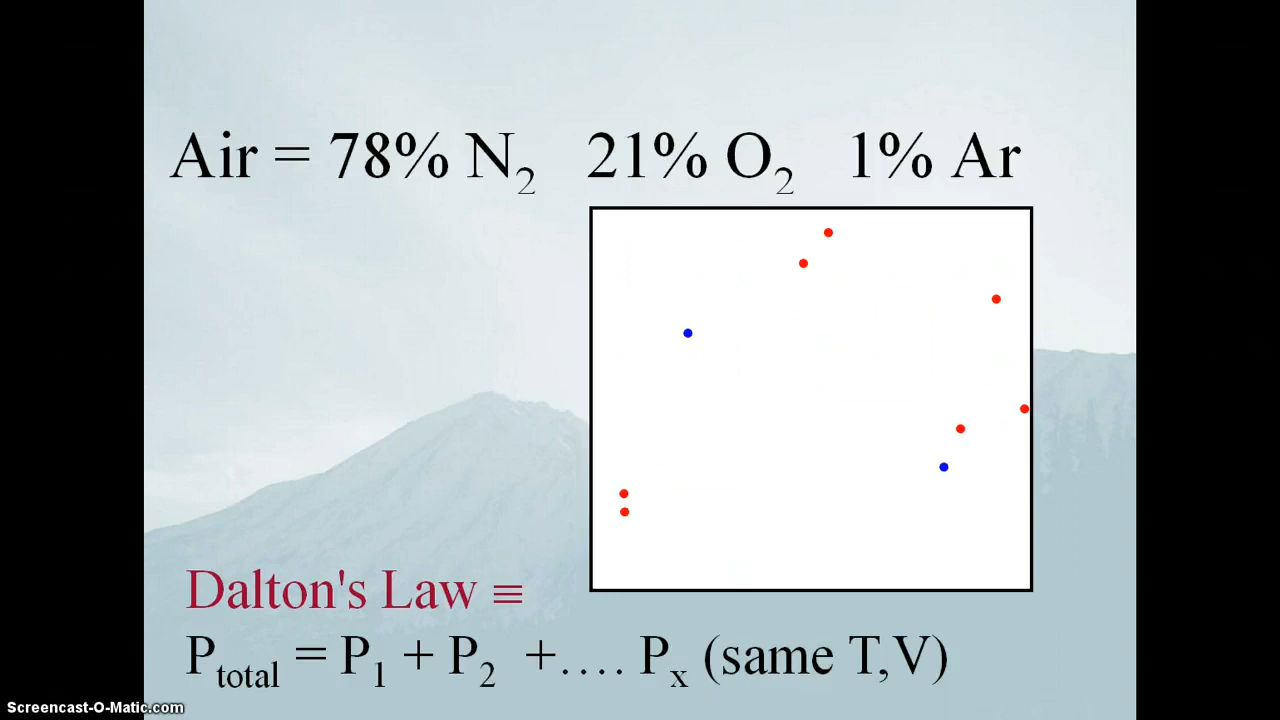 Air = 78% N₂ 21% O₂ 1% Ar
Dalton's Law ≡
Pₜₒₜₐₗ = P₁ + P₂ +.... Pₓ (same T,V)
Screencast-O-Matic.com